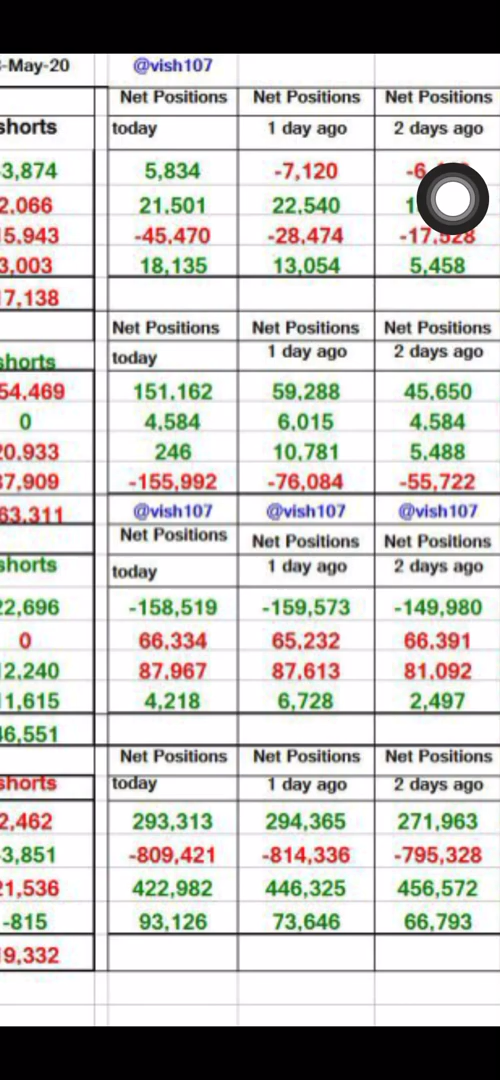 -May-20 @vish107
Net Positions Net Positions Net Positions
shorts today 1 day ago 2 days ago
3,874 5,834 -7,120
2,066 21,501 22,540
15,943 -45,470 -28,474 -17,528
3,003 18,135 13,054 5,458
17,138
Net Positions Net Positions Net Positions
shorts today 1 day ago 2 days ago
54,469 151,162 59,288 45,650
0 4,584 6,015 4,584
20,933 246 10,781 5,488
37,909 -155,992 -76,084 -55,722
63,311 @vish107 @vish107 @vish107
Net Positions Net Positions Net Positions
shorts today 1 day ago 2 days ago
22,696 -158,519 -159,573 -149,980
0 66,334 65,232 66,391
12,240 87,967 87,613 81,092
11,615 4,218 6,728 2,497
46,551
Net Positions Net Positions Net Positions
shorts today 1 day ago 2 days ago
2,462 293,313 294,365 271,963
-3,851 -809,421 -814,336 -795,328
21,536 422,982 446,325 456,572
-815 93,126 73,646 66,793
19,332